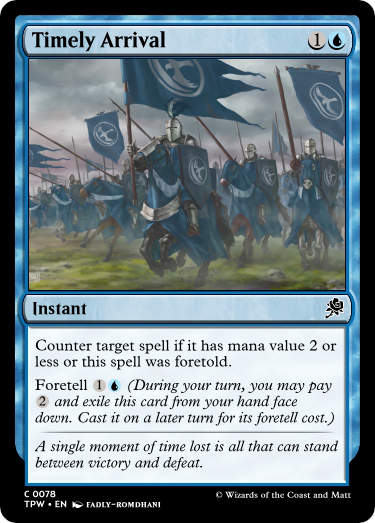 Timely Arrival 1
Instant
Counter target spell if it has mana value 2 or
less or this spell was foretold.
Foretell 1 (During your turn, you may pay
2 and exile this card from your hand face
down. Cast it on a later turn for its foretell cost.)
A single moment of time lost is all that can stand
between victory and defeat.
C 0078
TPW • EN FADLY-ROMDHANI
© Wizards of the Coast and Matt